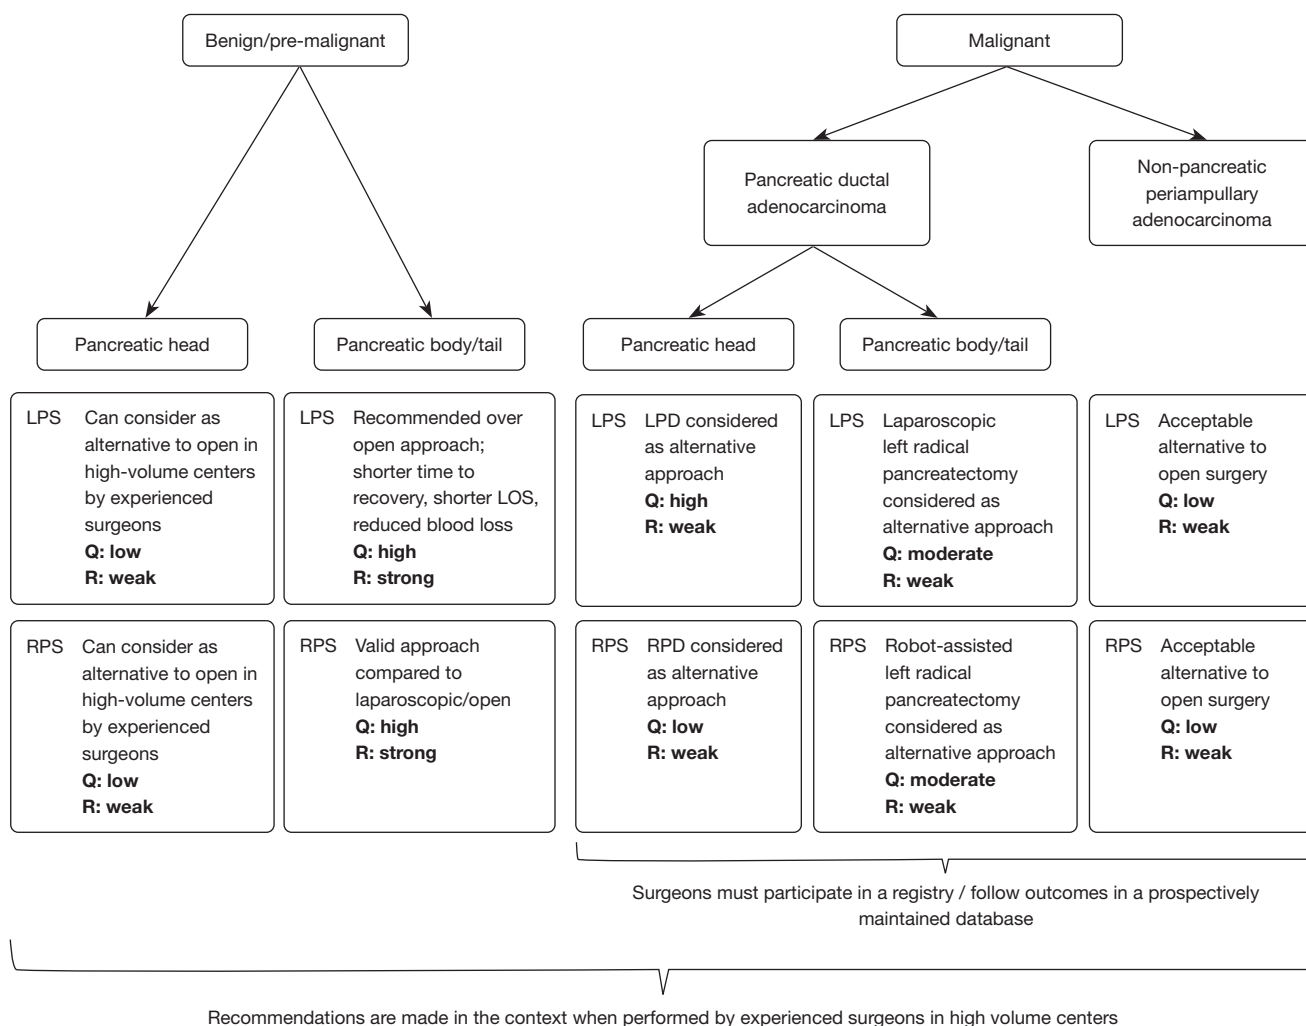 Benign/pre-malignant
Malignant
Pancreatic ductal
adenocarcinoma
Non-pancreatic
periampullary
adenocarcinoma
Pancreatic head
Pancreatic body/tail
Pancreatic head
Pancreatic body/tail
LPS Can consider as
alternative to open in
high-volume centers
by experienced
surgeons
Q: low
R: weak
LPS Recommended over
open approach;
shorter time to
recovery, shorter LOS,
reduced blood loss
Q: high
R: strong
LPS LPD considered
as alternative
approach
Q: high
R: weak
LPS Laparoscopic
left radical
pancreatectomy
considered as
alternative approach
Q: moderate
R: weak
LPS Acceptable
alternative to
open surgery
Q: low
R: weak
RPS Can consider as
alternative to open in
high-volume centers
by experienced
surgeons
Q: low
R: weak
RPS Valid approach
compared to
laparoscopic/open
Q: high
R: strong
RPS RPD considered
as alternative
approach
Q: low
R: weak
RPS Robot-assisted
left radical
pancreatectomy
considered as
alternative approach
Q: moderate
R: weak
RPS Acceptable
alternative to
open surgery
Q: low
R: weak
Surgeons must participate in a registry / follow outcomes in a prospectively
maintained database
Recommendations are made in the context when performed by experienced surgeons in high volume centers